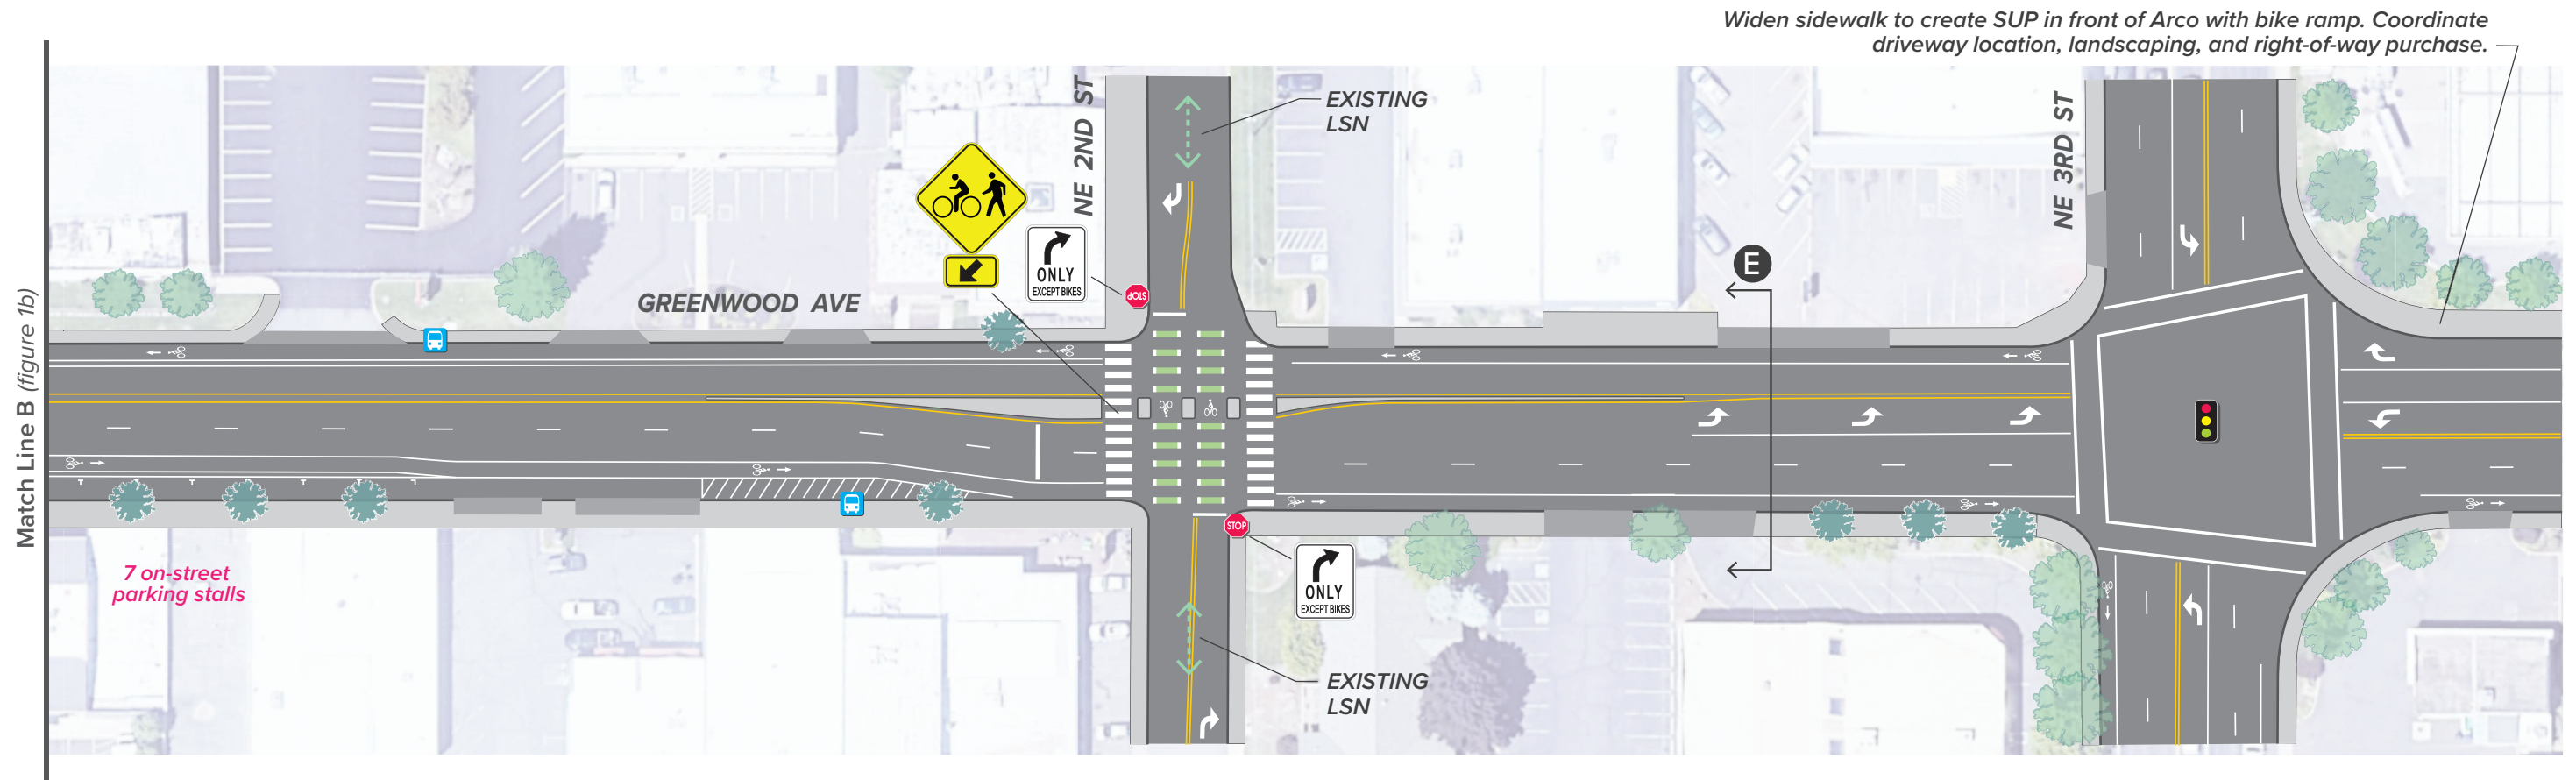 Widen sidewalk to create SUP in front of Arco with bike ramp. Coordinate
driveway location, landscaping, and right-of-way purchase.
Match Line B (figure 1b)
GREENWOOD AVE
NE 2ND ST
NE 3RD ST
EXISTING
LSN
ONLY
EXCEPT BIKES
STOP
E
7 on-street
parking stalls
STOP
ONLY
EXCEPT BIKES
EXISTING
LSN